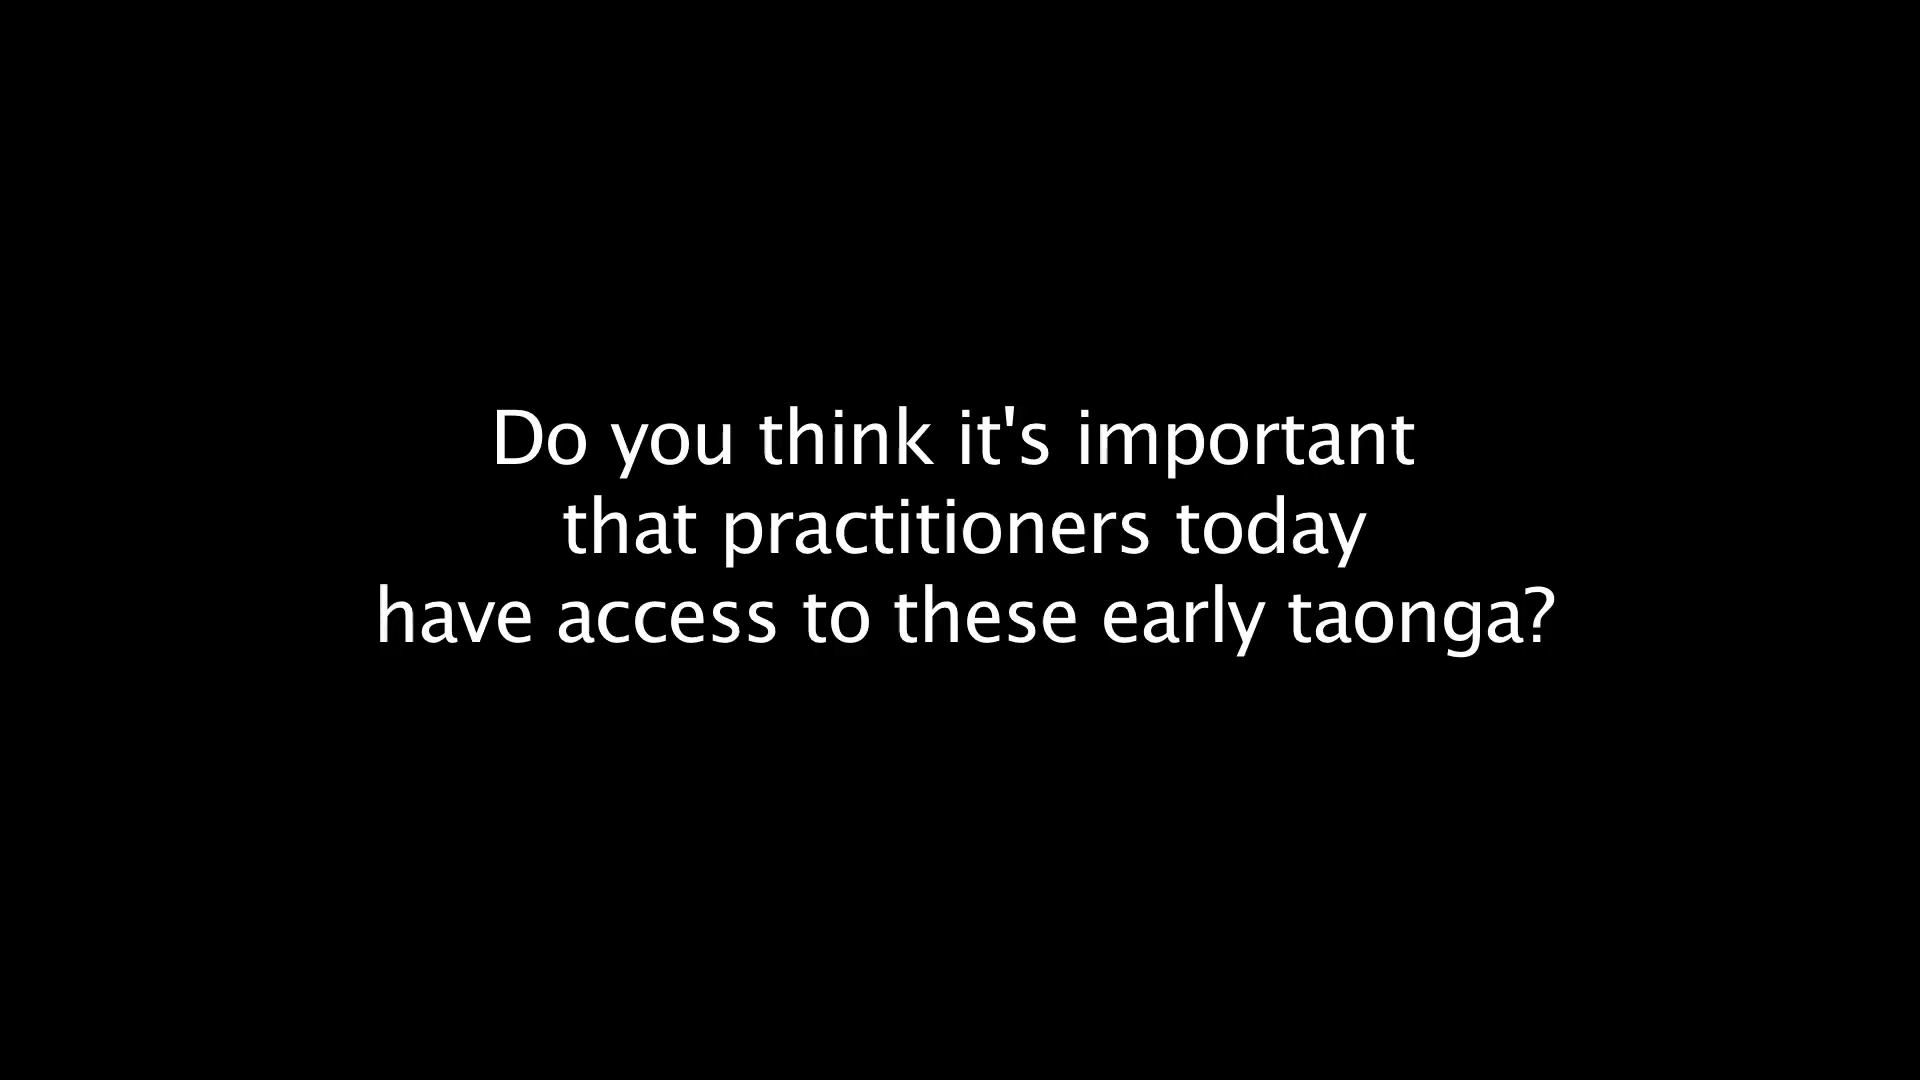 Do you think it's important
that practitioners today
have access to these early taonga?